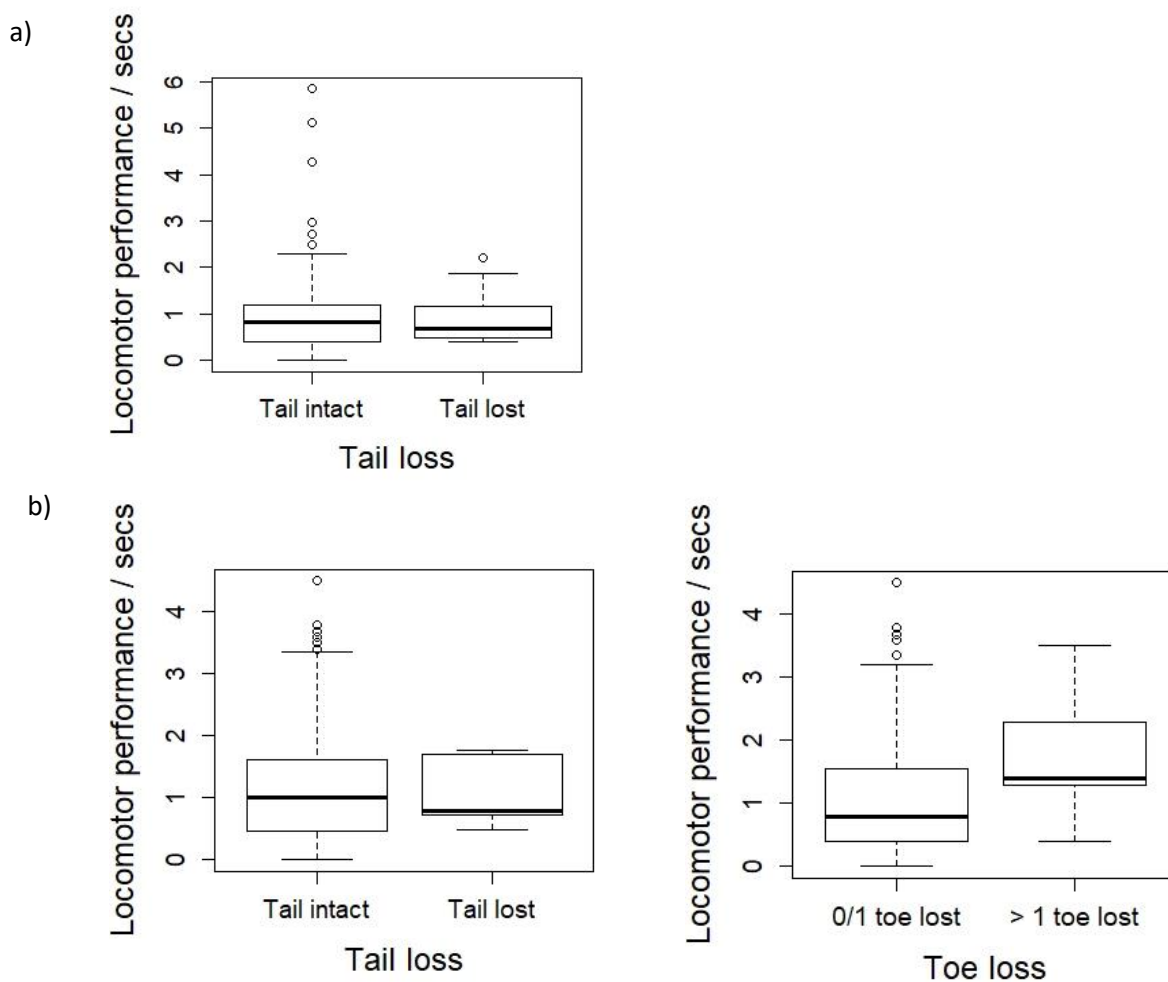 a)
Locomotor performance / secs
6
5
4
3
2
1
0
Tail intact Tail lost
Tail loss
b)
Locomotor performance / secs
4
3
2
1
0
Tail intact Tail lost
Tail loss
Locomotor performance / secs
4
3
2
1
0
0/1 toe lost > 1 toe lost
Toe loss